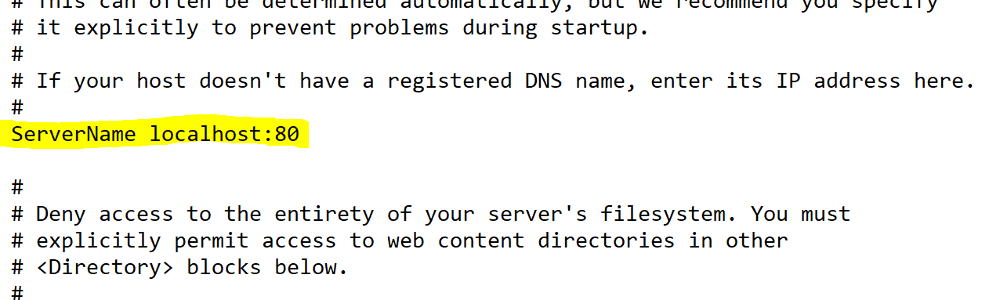 # This can often be determined automatically, but we recommend you specify
# it explicitly to prevent problems during startup.
#
# If your host doesn't have a registered DNS name, enter its IP address here.
#
ServerName localhost:80
#
# Deny access to the entirety of your server's filesystem. You must
# explicitly permit access to web content directories in other
# <Directory> blocks below.
#